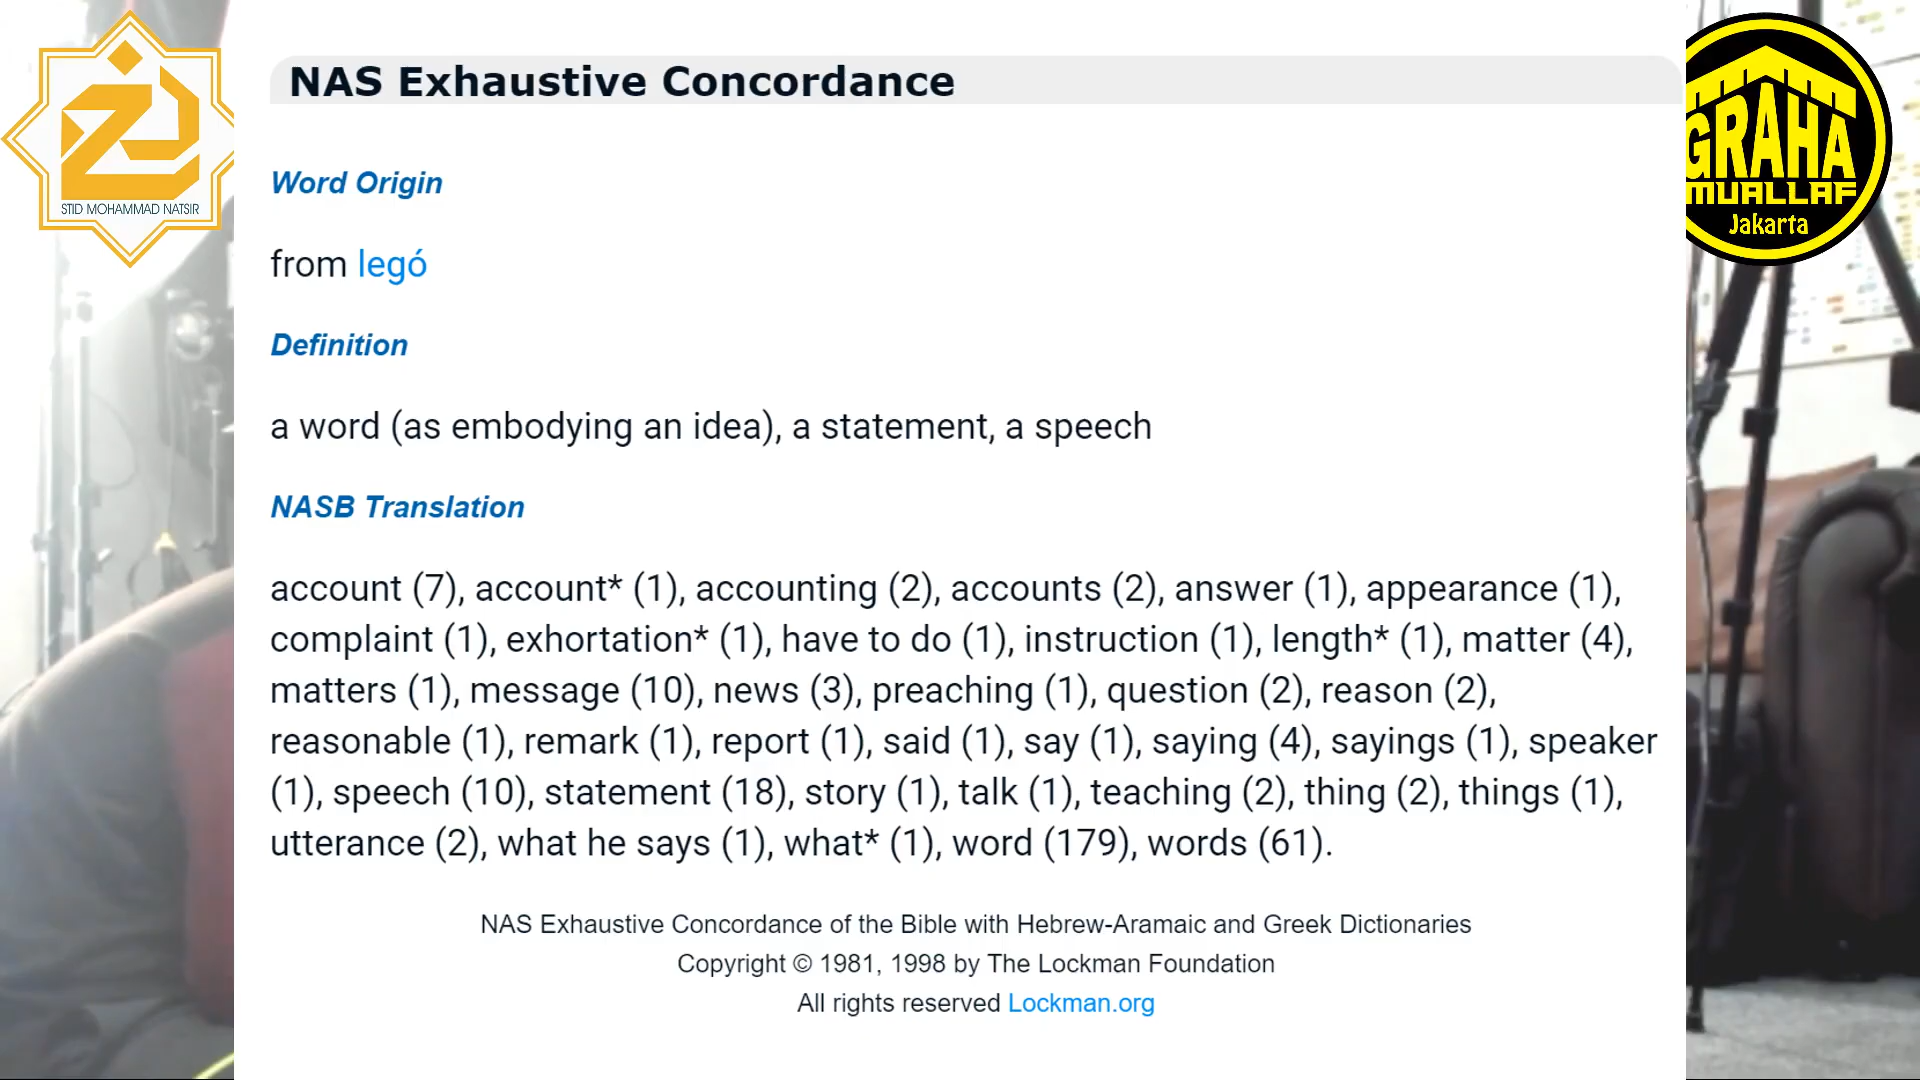 NAS Exhaustive Concordance
STID MOHAMMAD NATSIR
GRAHA
MUALLAF
Jakarta
Word Origin
from legó
Definition
a word (as embodying an idea), a statement, a speech
NASB Translation
account (7), account* (1), accounting (2), accounts (2), answer (1), appearance (1),
complaint (1), exhortation* (1), have to do (1), instruction (1), length* (1), matter (4),
matters (1), message (10), news (3), preaching (1), question (2), reason (2),
reasonable (1), remark (1), report (1), said (1), say (1), saying (4), sayings (1), speaker
(1), speech (10), statement (18), story (1), talk (1), teaching (2), thing (2), things (1),
utterance (2), what he says (1), what* (1), word (179), words (61).
NAS Exhaustive Concordance of the Bible with Hebrew-Aramaic and Greek Dictionaries
Copyright © 1981, 1998 by The Lockman Foundation
All rights reserved Lockman.org